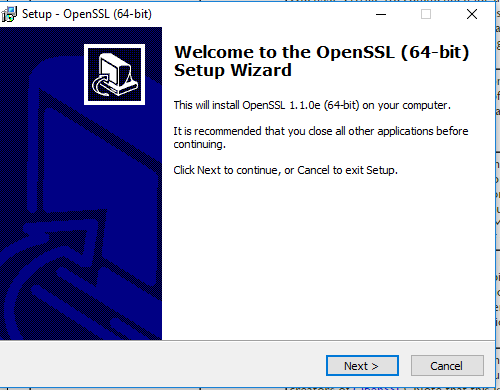 Setup - OpenSSL (64-bit)
Welcome to the OpenSSL (64-bit)
Setup Wizard
This will install OpenSSL 1.1.0e (64-bit) on your computer.
It is recommended that you close all other applications before
continuing.
Click Next to continue, or Cancel to exit Setup.
Next >
Cancel